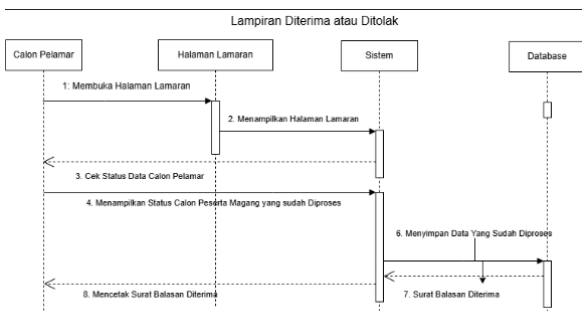 Lampiran Diterima atau Ditolak
Calon Pelamar
Halaman Lamaran
Sistem
Database
1: Membuka Halaman Lamaran
2. Menampilkan Halaman Lamaran
3. Cek Status Data Calon Pelamar
4. Menampilkan Status Calon Peserta Magang yang sudah Diproses
6. Menyimpan Data Yang Sudah Diproses
8. Mencetak Surat Balasan Diterima
7. Surat Balasan Diterima